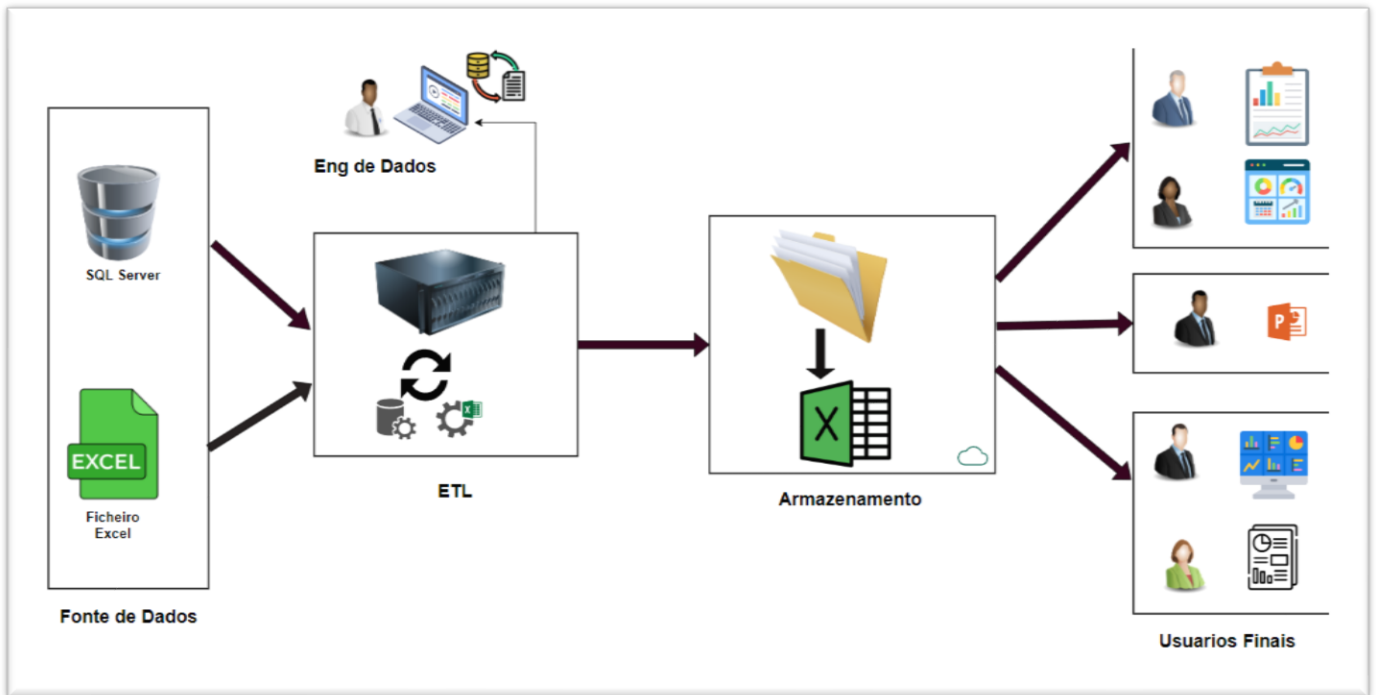 Eng de Dados
SQL Server
EXCEL
Ficheiro
Excel
Fonte de Dados
ETL
X
Armazenamento
P
Usuarios Finais